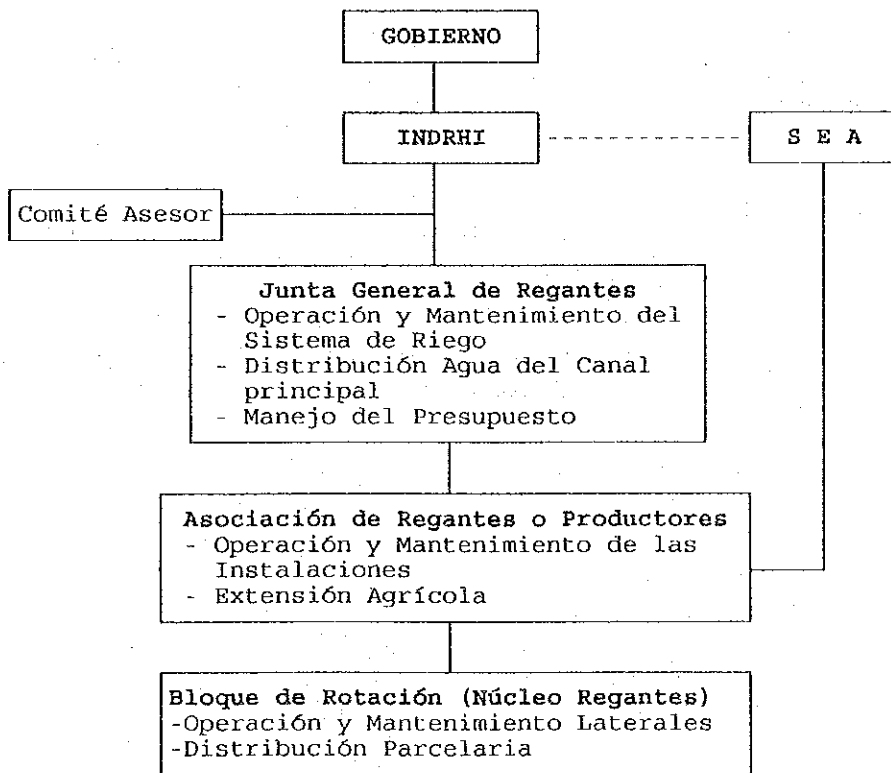 GOBIERNO
INDRHI
S E A
Comité Asesor
Junta General de Regantes
- Operación y Mantenimiento del
Sistema de Riego
- Distribución Agua del Canal
principal
- Manejo del Presupuesto
Asociación de Regantes o Productores
- Operación y Mantenimiento de las
Instalaciones
- Extensión Agrícola
Bloque de Rotación (Núcleo Regantes)
-Operación y Mantenimiento Laterales
-Distribución Parcelaria